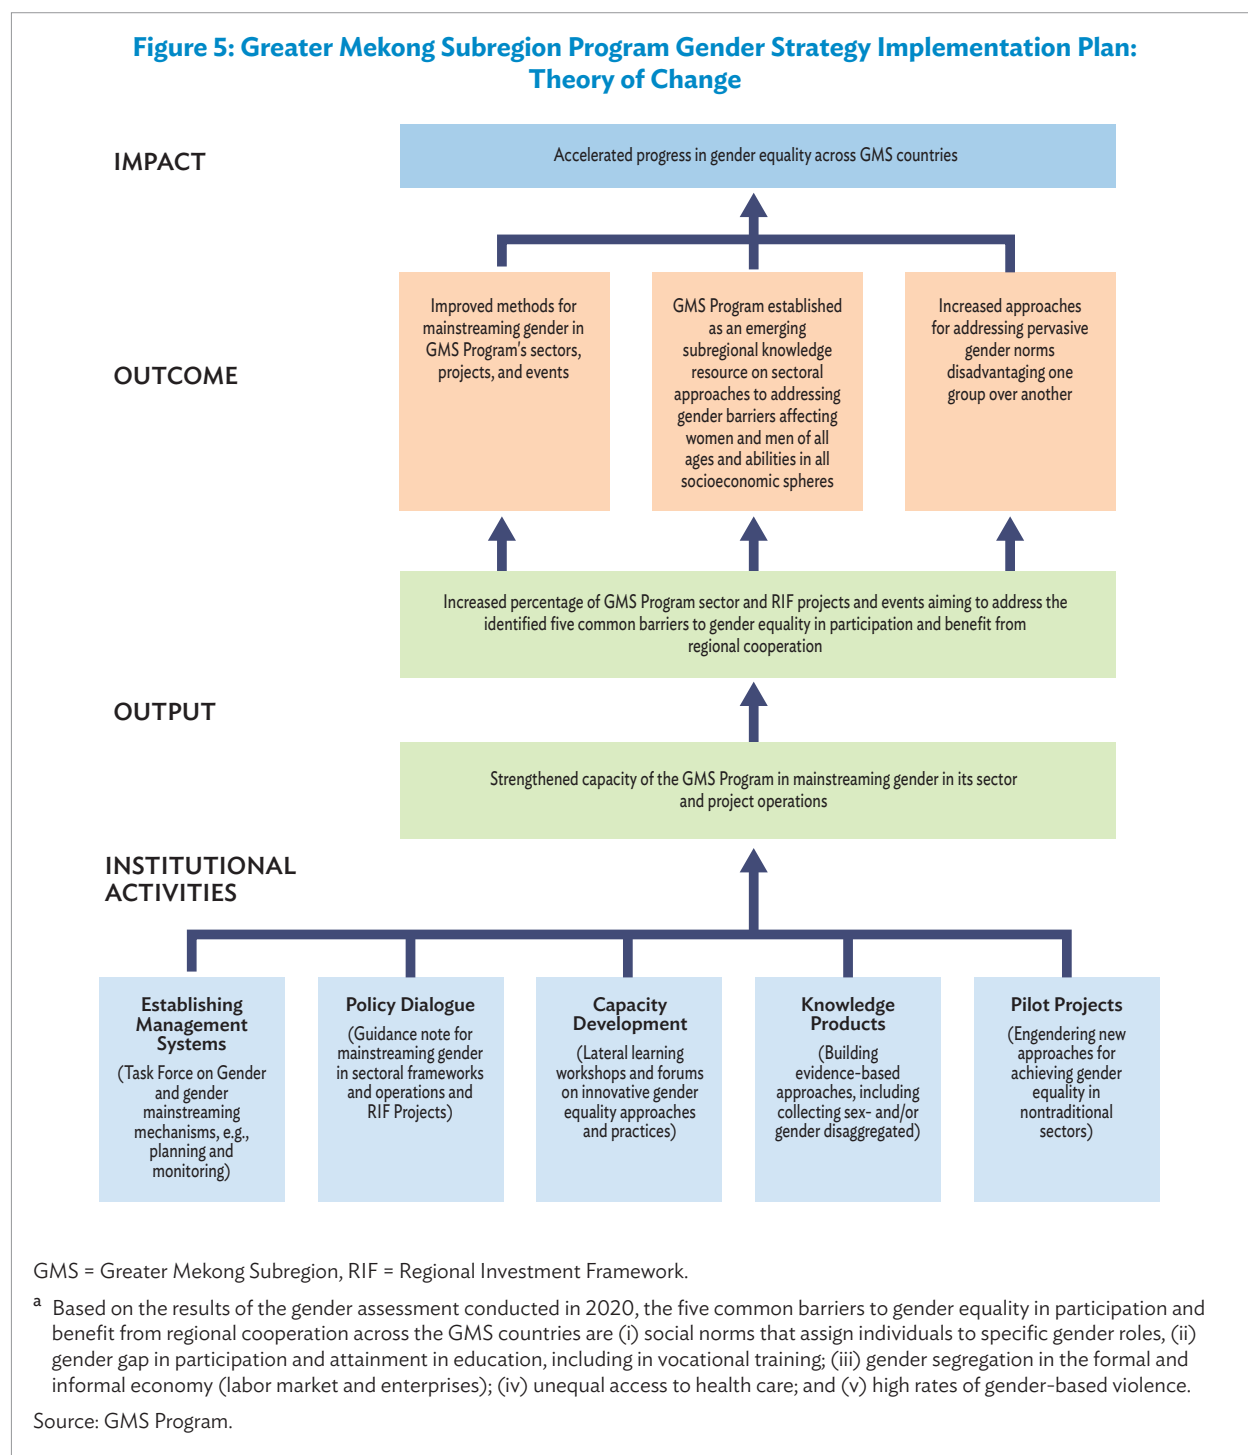 Figure 5: Greater Mekong Subregion Program Gender Strategy Implementation Plan:
Theory of Change
IMPACT
Accelerated progress in gender equality across GMS countries
OUTCOME
Improved methods for
mainstreaming gender in
GMS Program's sectors,
projects, and events
GMS Program established
as an emerging
subregional knowledge
resource on sectoral
approaches to addressing
gender barriers affecting
women and men of all
ages and abilities in all
socioeconomic spheres
Increased approaches
for addressing pervasive
gender norms
disadvantaging one
group over another
Increased percentage of GMS Program sector and RIF projects and events aiming to address the
identified five common barriers to gender equality in participation and benefit from
regional cooperation
OUTPUT
Strengthened capacity of the GMS Program in mainstreaming gender in its sector
and project operations
INSTITUTIONAL
ACTIVITIES
Establishing
Management
Systems
(Task Force on Gender
and gender
mainstreaming
mechanisms, e.g.,
planning and
monitoring)
Policy Dialogue
(Guidance note for
mainstreaming gender
in sectoral frameworks
and operations and
RIF Projects)
Capacity
Development
(Lateral learning
workshops and forums
on innovative gender
equality approaches
and practices)
Knowledge
Products
(Building
evidence-based
approaches, including
collecting sex- and/or
gender disaggregated)
Pilot Projects
(Engendering new
approaches for
achieving gender
equality in
nontraditional
sectors)
GMS = Greater Mekong Subregion, RIF = Regional Investment Framework.
a Based on the results of the gender assessment conducted in 2020, the five common barriers to gender equality in participation and
benefit from regional cooperation across the GMS countries are (i) social norms that assign individuals to specific gender roles, (ii)
gender gap in participation and attainment in education, including in vocational training; (iii) gender segregation in the formal and
informal economy (labor market and enterprises); (iv) unequal access to health care; and (v) high rates of gender-based violence.
Source: GMS Program.